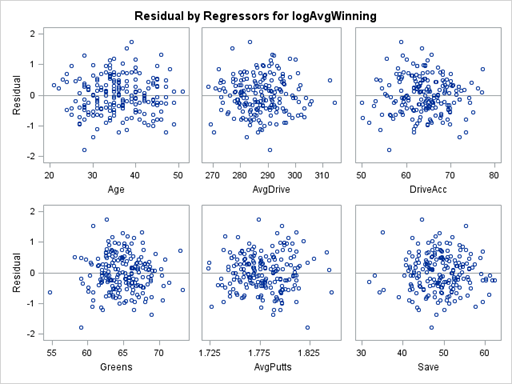 Residual by Regressors for logAvgWinning
2
1
0
-1
-2
Residual
20 30 40 50
Age
270 280 290 300 310
AvgDrive
50 60 70 80
DriveAcc
2
1
0
-1
-2
Residual
55 60 65 70
Greens
1.725 1.775 1.825
AvgPutts
30 40 50 60
Save